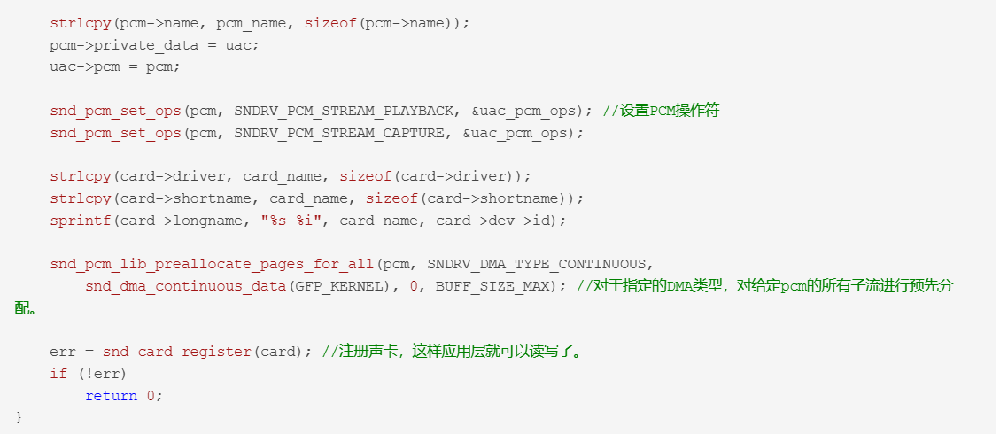 strlcpy(pcm->name, pcm_name, sizeof(pcm->name));
pcm->private_data = uac;
uac->pcm = pcm;
snd_pcm_set_ops(pcm, SNDRV_PCM_STREAM_PLAYBACK, &uac_pcm_ops); //设置PCM操作符
snd_pcm_set_ops(pcm, SNDRV_PCM_STREAM_CAPTURE, &uac_pcm_ops);
strlcpy(card->driver, card_name, sizeof(card->driver));
strlcpy(card->shortname, card_name, sizeof(card->shortname));
sprintf(card->longname, "%s %i", card_name, card->dev->id);
snd_pcm_lib_preallocate_pages_for_all(pcm, SNDRV_DMA_TYPE_CONTINUOUS,
snd_dma_continuous_data(GFP_KERNEL), 0, BUFF_SIZE_MAX); //对于指定的DMA类型，对给定pcm的所有子流进行预先分
配。
err = snd_card_register(card); //注册声卡，这样应用层就可以读写了。
if (!err)
return 0;
}